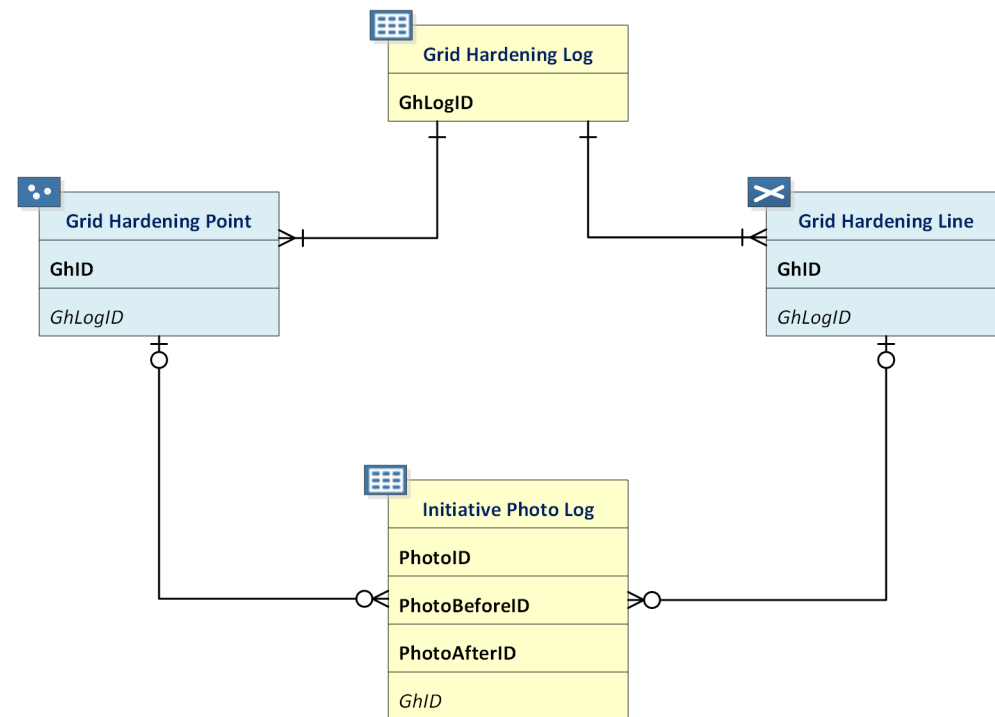 Grid Hardening Log
GhLogID
Grid Hardening Point
GhID
GhLogID
Grid Hardening Line
GhID
GhLogID
Initiative Photo Log
PhotoID
PhotoBeforeID
PhotoAfterID
GhID